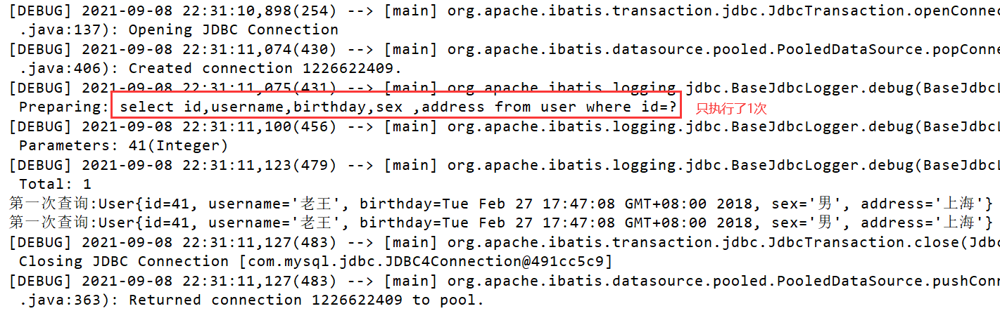 [DEBUG] 2021-09-08 22:31:10,898(254) --> [main] org.apache.ibatis.transaction.jdbc.JdbcTransaction.openConnec
.java:137): Opening JDBC Connection
[DEBUG] 2021-09-08 22:31:11,074(430) --> [main] org.apache.ibatis.datasource.pooled.PooledDataSource.popConne
.java:406): Created connection 1226622409.
[DEBUG] 2021-09-08 22:31:11,075(431) --> [main] org.apache.ibatis.logging.jdbc.BaseJdbcLogger.debug(BaseJdbcL
Preparing: select id,username,birthday,sex ,address from user where id=? 只执行了1次
[DEBUG] 2021-09-08 22:31:11,100(456) --> [main] org.apache.ibatis.logging.jdbc.BaseJdbcLogger.debug(BaseJdbcL
Parameters: 41(Integer)
[DEBUG] 2021-09-08 22:31:11,123(479) --> [main] org.apache.ibatis.logging.jdbc.BaseJdbcLogger.debug(BaseJdbcL
Total: 1
第一次查询:User{id=41, username='老王', birthday=Tue Feb 27 17:47:08 GMT+08:00 2018, sex='男', address='上海'}
第一次查询:User{id=41, username='老王', birthday=Tue Feb 27 17:47:08 GMT+08:00 2018, sex='男', address='上海'}
[DEBUG] 2021-09-08 22:31:11,127(483) --> [main] org.apache.ibatis.transaction.jdbc.JdbcTransaction.close(Jdbc
Closing JDBC Connection [com.mysql.jdbc.JDBC4Connection@491cc5c9]
[DEBUG] 2021-09-08 22:31:11,127(483) --> [main] org.apache.ibatis.datasource.pooled.PooledDataSource.pushConn
.java:363): Returned connection 1226622409 to pool.